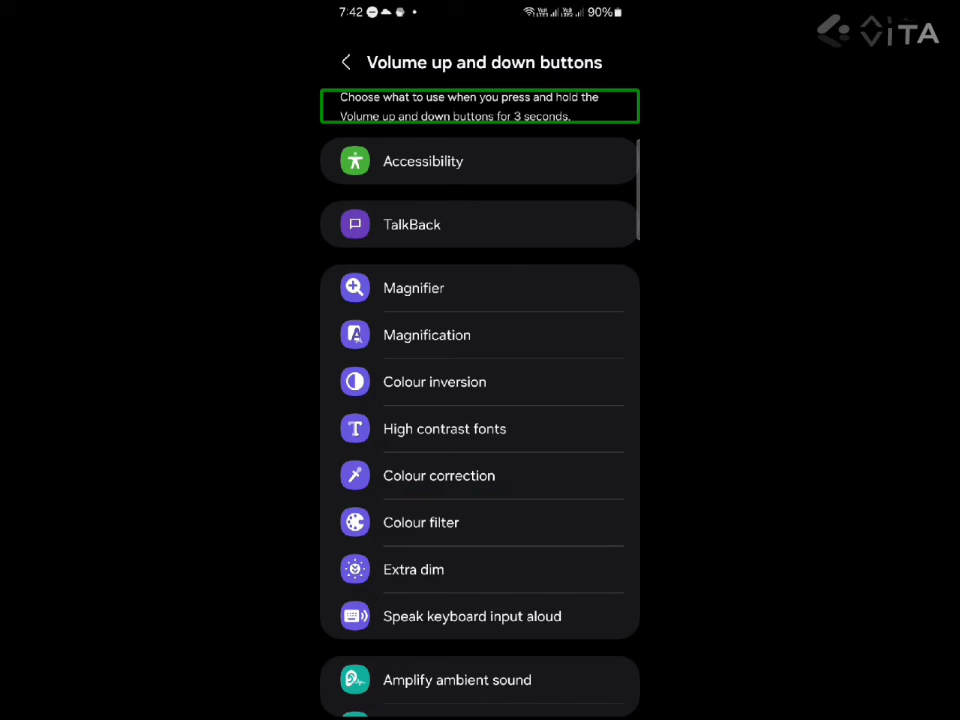 7:42
90%
ViTA
Volume up and down buttons
Choose what to use when you press and hold the
Volume up and down buttons for 3 seconds.
Accessibility
TalkBack
Magnifier
Magnification
Colour inversion
High contrast fonts
Colour correction
Colour filter
Extra dim
Speak keyboard input aloud
Amplify ambient sound